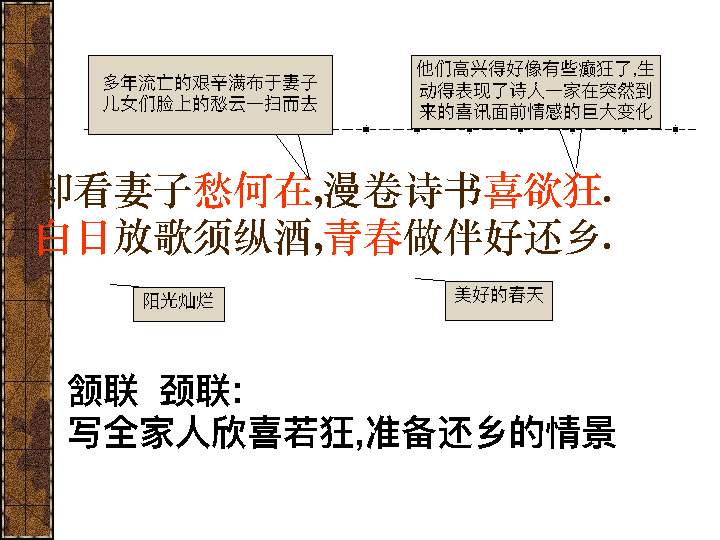 多年流亡的艰辛满布于妻子
儿女们脸上的愁云一扫而去
他们高兴得好像有些癫狂了,生
动得表现了诗人一家在突然到
来的喜讯面前情感的巨大变化
却看妻子愁何在,漫卷诗书喜欲狂.
白日放歌须纵酒,青春做伴好还乡.
阳光灿烂
美好的春天
颔联 颈联:
写全家人欣喜若狂,准备还乡的情景